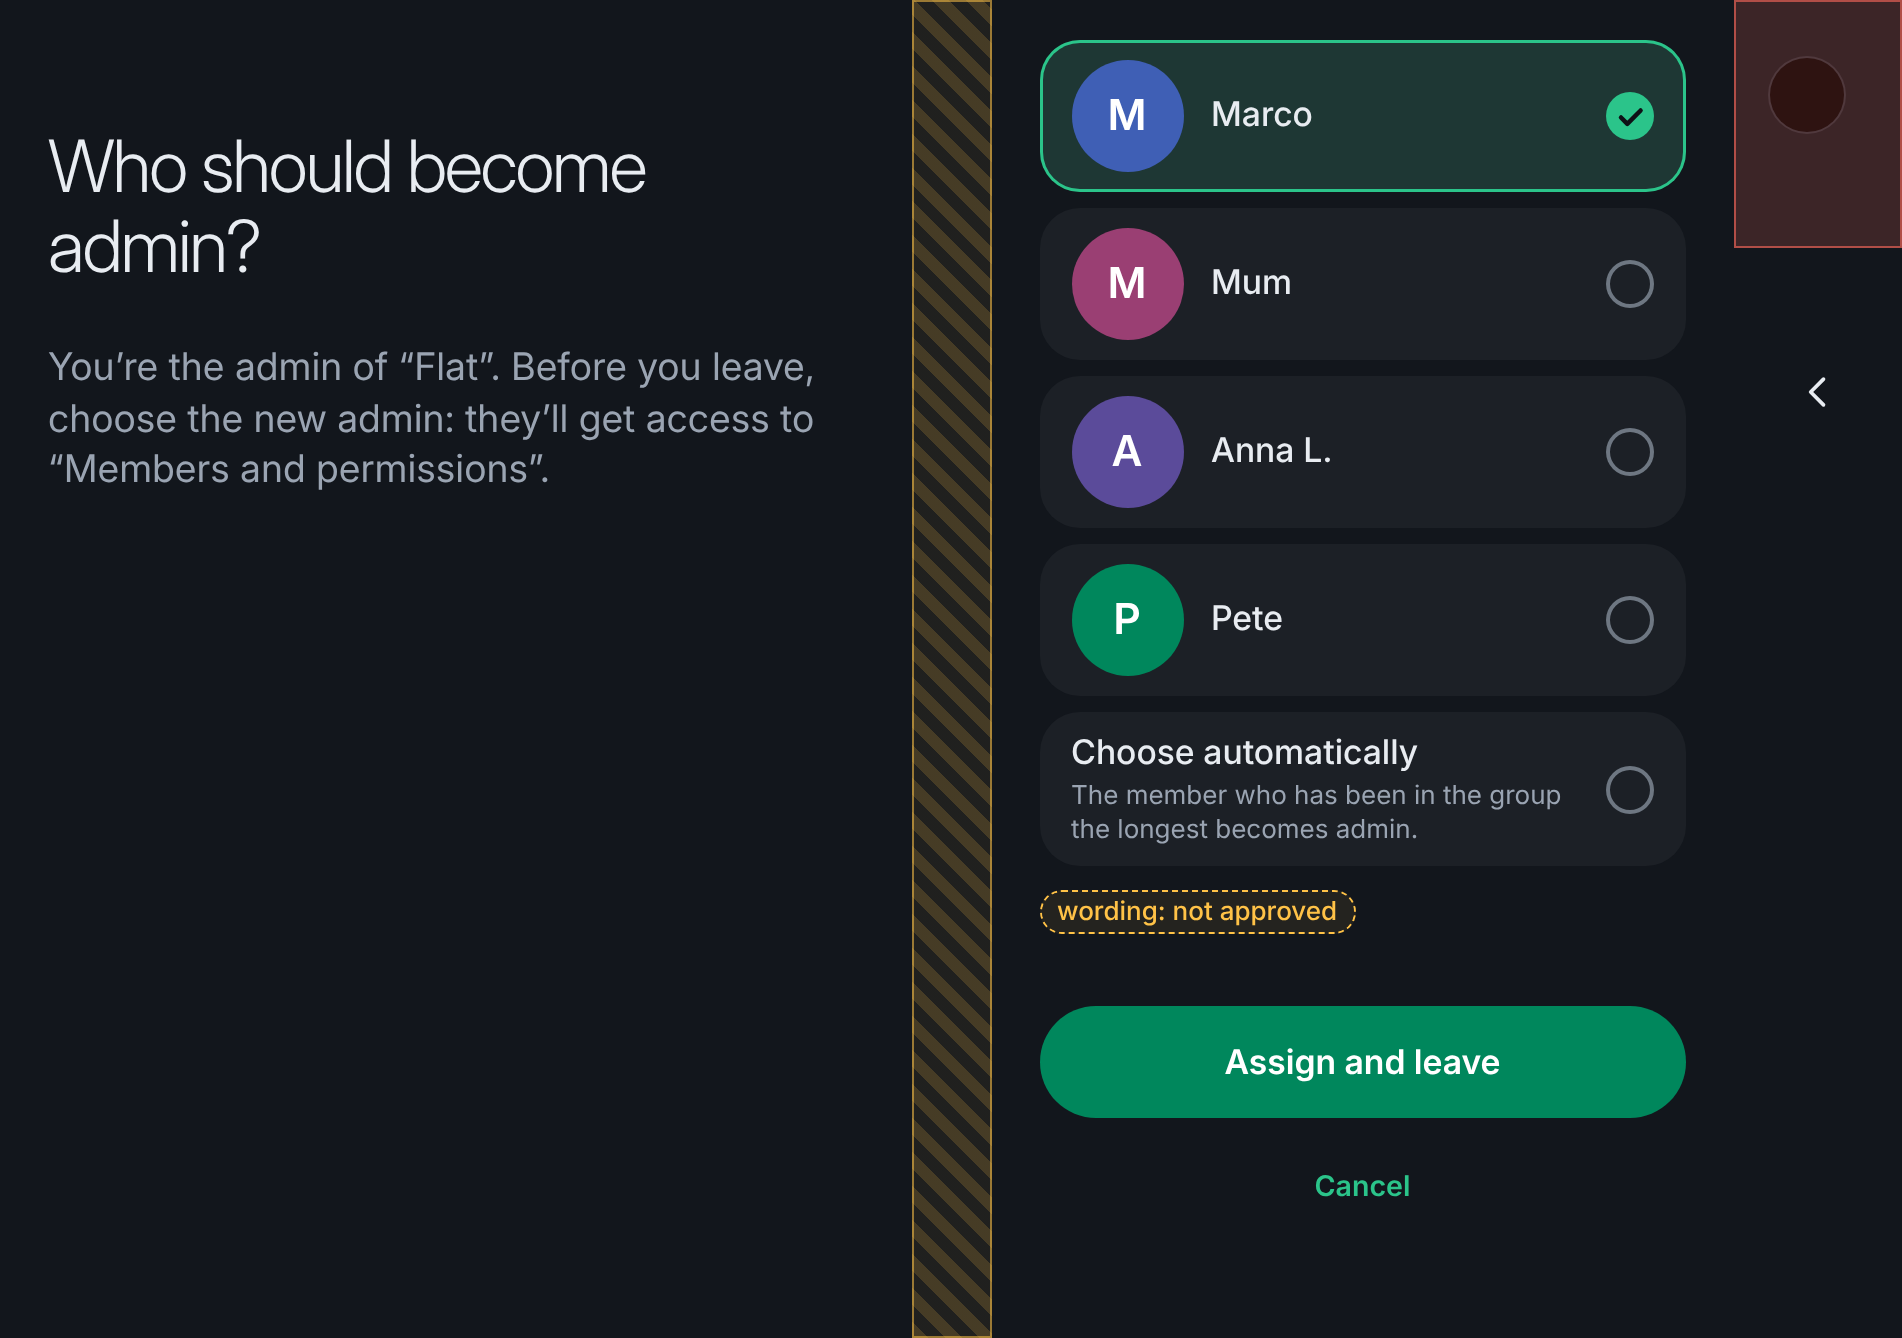 Who should become
admin?
You’re the admin of “Flat”. Before you leave,
choose the new admin: they’ll get access to
“Members and permissions”.
M
Marco
M
Mum
A
Anna L.
P
Pete
Choose automatically
The member who has been in the group
the longest becomes admin.
wording: not approved
Assign and leave
Cancel